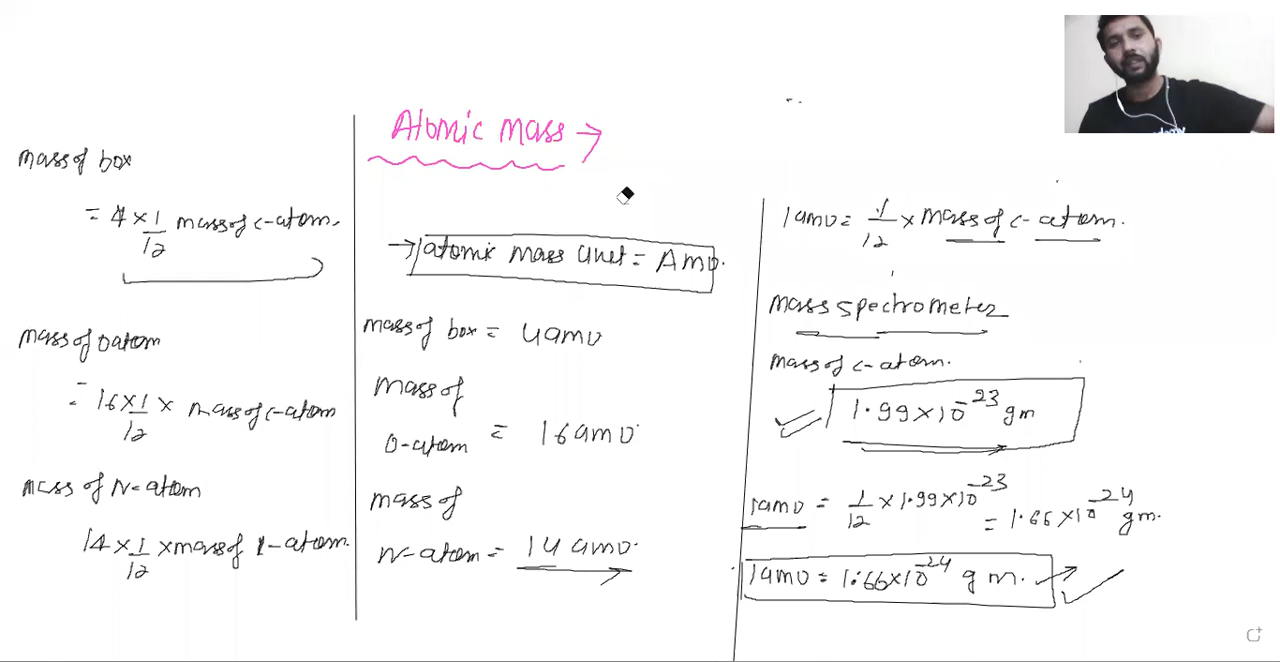 mass of box
= 4 × 1/12 mass of c-atom.
mass of O atom
= 16 × 1/12 × mass of c-atom
mass of N-atom
14 × 1/12 × mass of c-atom.
Atomic mass →
→ atomic mass unit = Amu.
mass of box = 4amu
mass of
O-atom = 16amu
mass of
N-atom = 14 amu.
1amu = 1/12 × mass of c-atom.
mass spectrometer
mass of c-atom.
1.99 × 10⁻²³ gm
1amu = 1/12 × 1.99 × 10⁻²³
= 1.66 × 10⁻²⁴ gm.
1amu = 1.66 × 10⁻²⁴ gm.